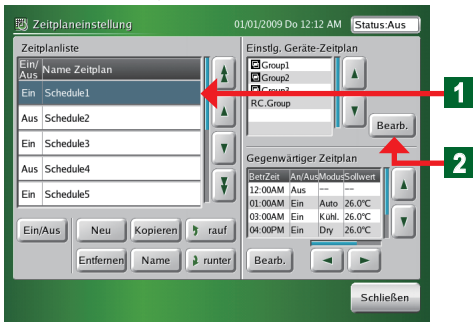 Zeitplaneinstellung 01/01/2009 Do 12:12 AM Status:Aus
Zeitplanliste
Ein/Aus Name Zeitplan
Ein Schedule1
Aus Schedule2
Ein Schedule3
Aus Schedule4
Ein Schedule5
Ein/Aus Neu Kopieren rauf
Entfernen Name runter
Einstlg. Geräte-Zeitplan
Group1
Group2
Group3
RC.Group
Bearb.
Gegenwärtiger Zeitplan
BetrZeit An/Aus Modus Sollwert
12:00AM Aus -- --
01:00AM Ein Auto 26.0°C
03:00AM Ein Kühl. 26.0°C
04:00PM Ein Dry 26.0°C
Bearb.
Schließen
1
2